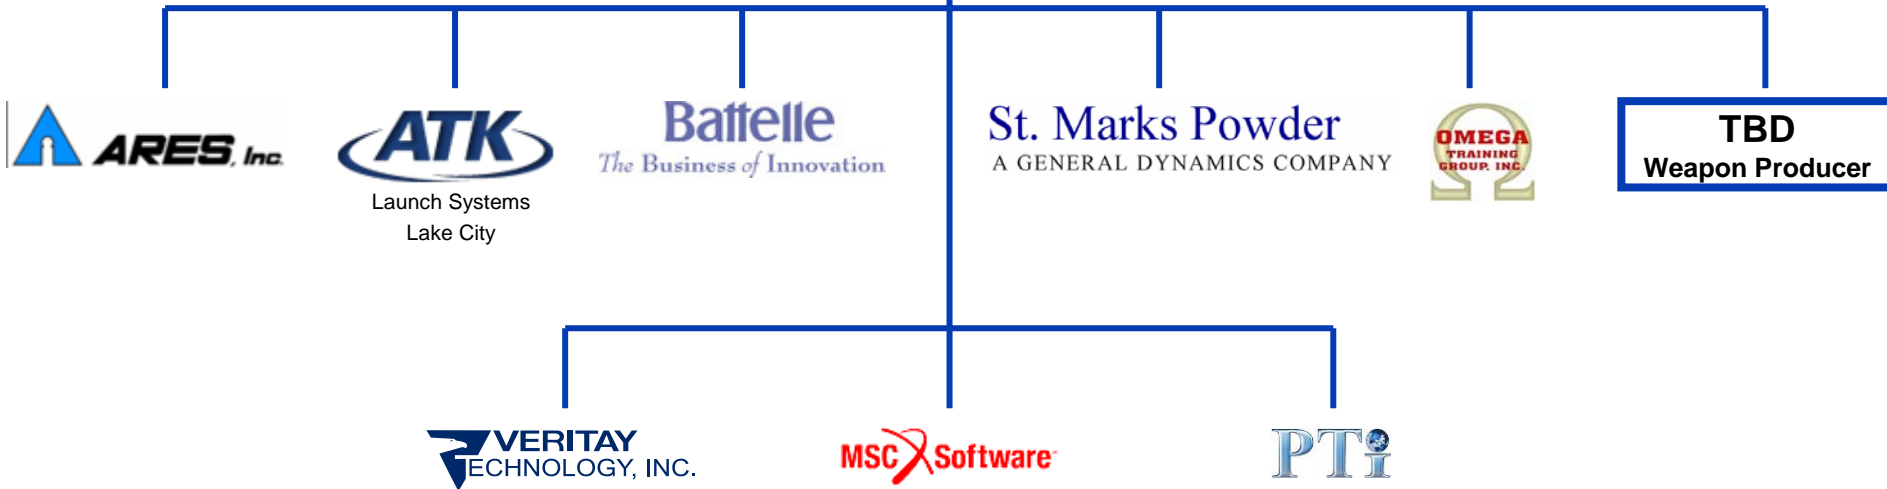 ARES, Inc.
ATK
Launch Systems
Lake City
Battelle
The Business of Innovation
St. Marks Powder
A GENERAL DYNAMICS COMPANY
OMEGA
TRAINING
GROUP, INC.
TBD
Weapon Producer
VERITAY
TECHNOLOGY, INC.
MSC Software
PTi